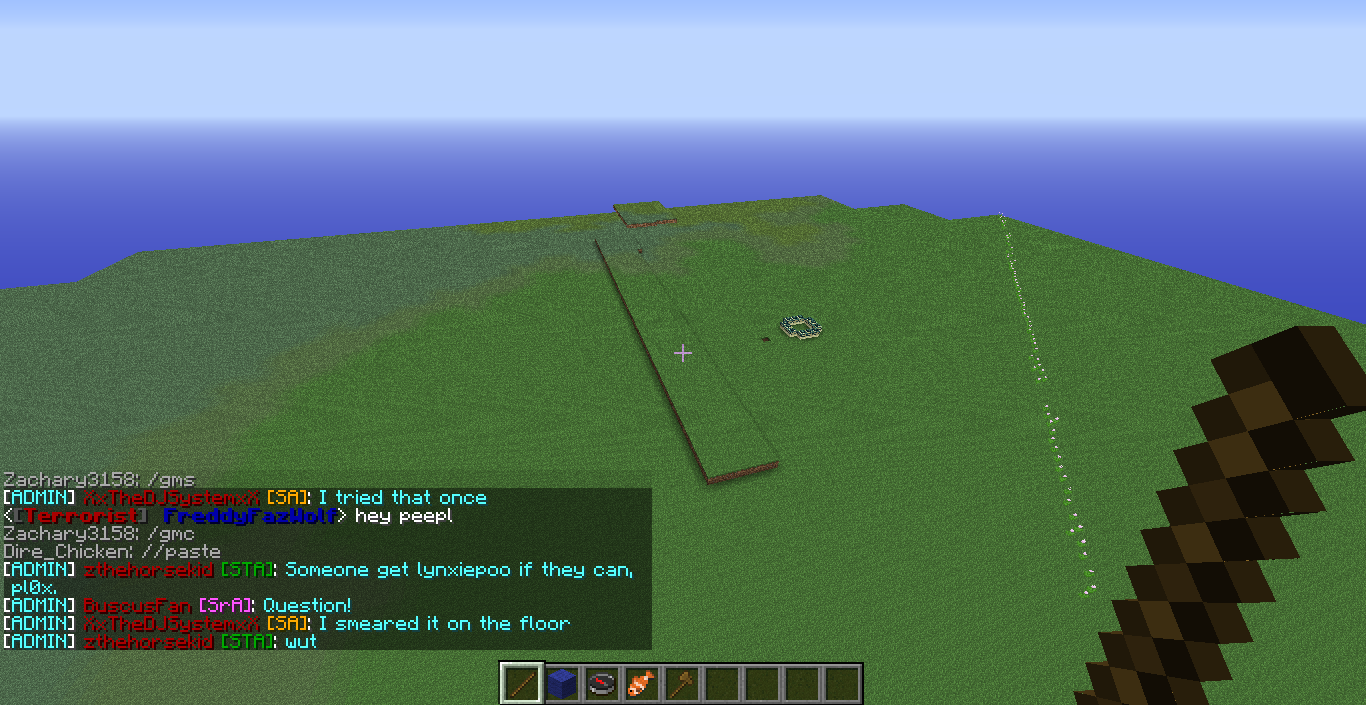 Zachary3158: /gms
[ADMIN] XxTheDJSystemxX [SA]: I tried that once
<[Terrorist] FreddyFazWolf> hey peepl
Zachary3158: /gmc
Dire_Chicken: //paste
[ADMIN] zthehorsekid [STA]: Someone get lynxiepoo if they can,
pl0x.
[ADMIN] BuscusFan [SrA]: Question!
[ADMIN] XxTheDJSystemxX [SA]: I smeared it on the floor
[ADMIN] zthehorsekid [STA]: wut